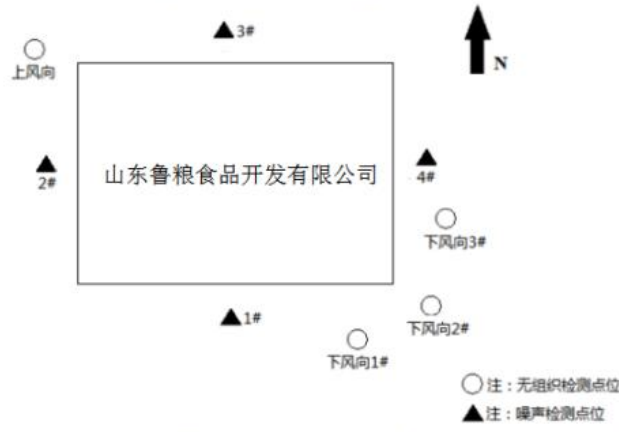 3#
上风向
N
2#
山东鲁粮食品开发有限公司
4#
下风向3#
1#
下风向2#
下风向1#
注：无组织检测点位
注：噪声检测点位